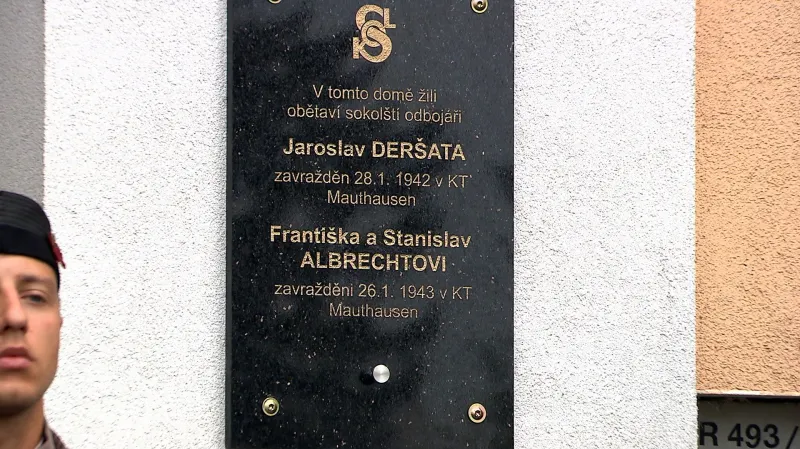 V tomto domě žili
obětaví sokolští odbojáři
Jaroslav DERŠATA
zavražděn 28.1. 1942 v KT
Mauthausen
Františka a Stanislav
ALBRECHTOVI
zavražděni 26.1. 1943 v KT
Mauthausen
R 493/